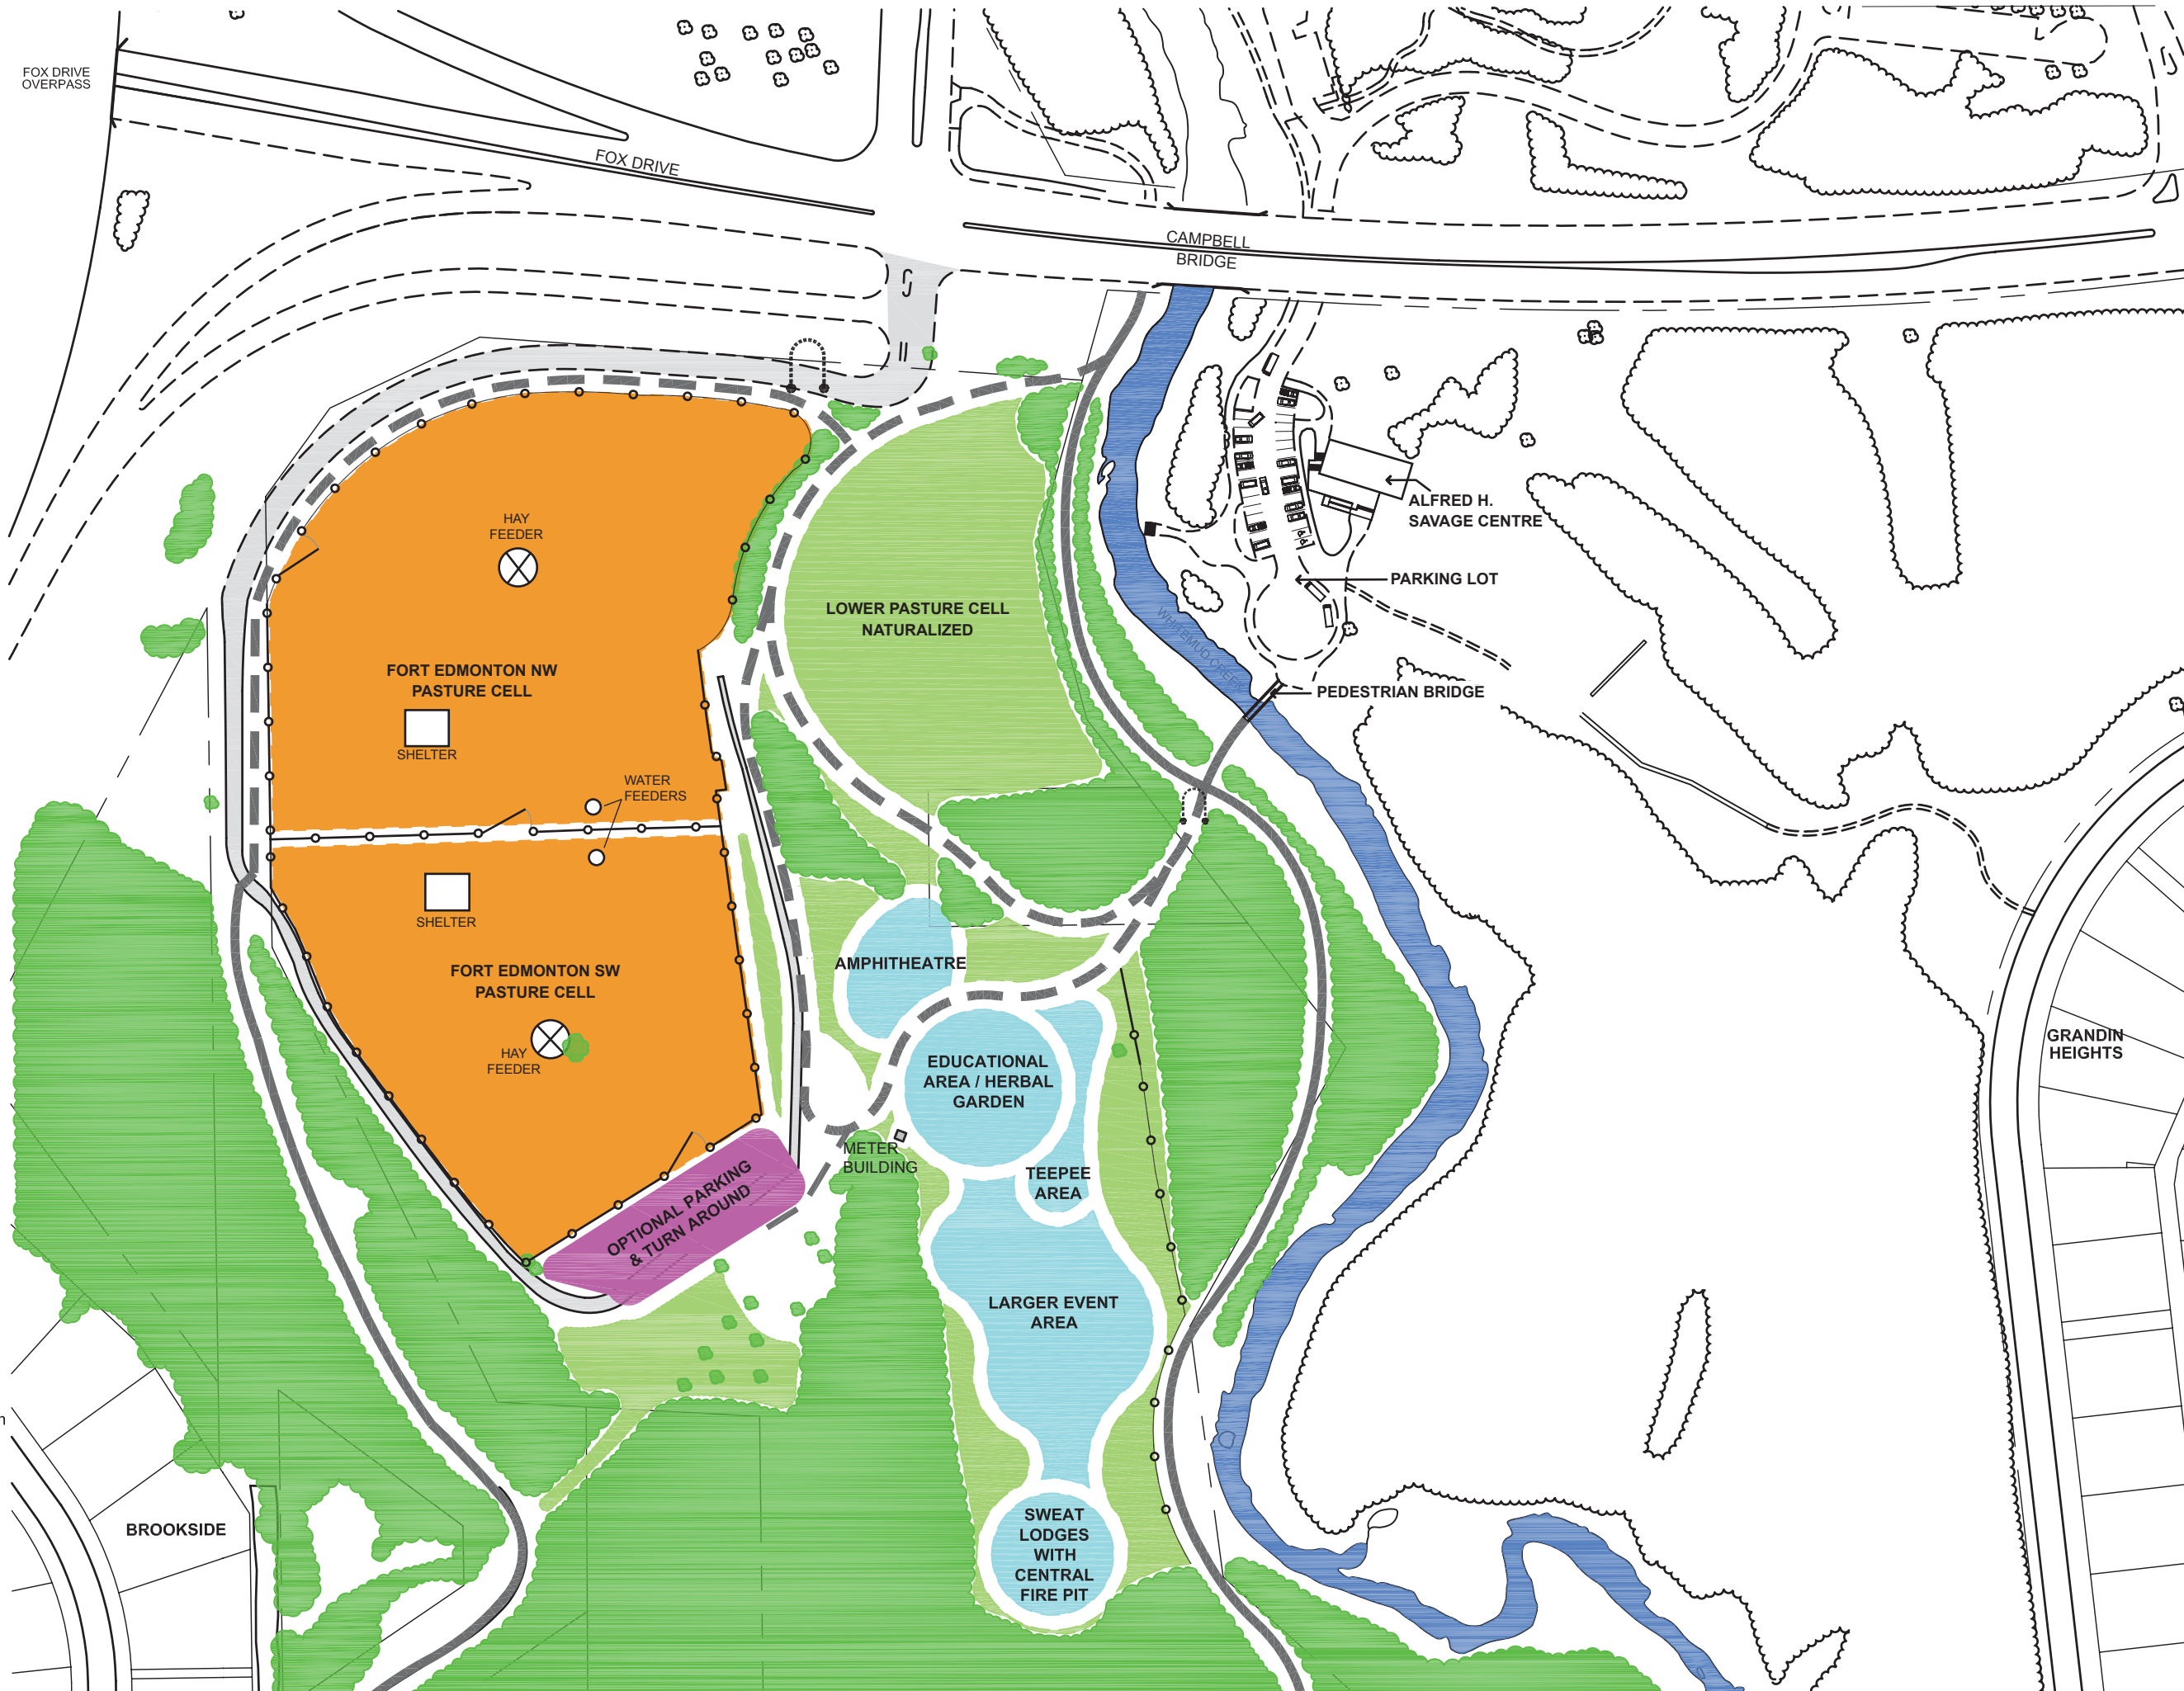 FOX DRIVE
OVERPASS
FOX DRIVE
CAMPBELL
BRIDGE
HAY
FEEDER
ALFRED H.
SAVAGE CENTRE
PARKING LOT
LOWER PASTURE CELL
NATURALIZED
WHITEMUD CREEK
FORT EDMONTON NW
PASTURE CELL
PEDESTRIAN BRIDGE
SHELTER
WATER
FEEDERS
SHELTER
FORT EDMONTON SW
PASTURE CELL
AMPHITHEATRE
HAY
FEEDER
EDUCATIONAL
AREA / HERBAL
GARDEN
GRANDIN
HEIGHTS
METER
BUILDING
TEEPEE
AREA
OPTIONAL PARKING
& TURN AROUND
LARGER EVENT
AREA
BROOKSIDE
SWEAT
LODGES
WITH
CENTRAL
FIRE PIT